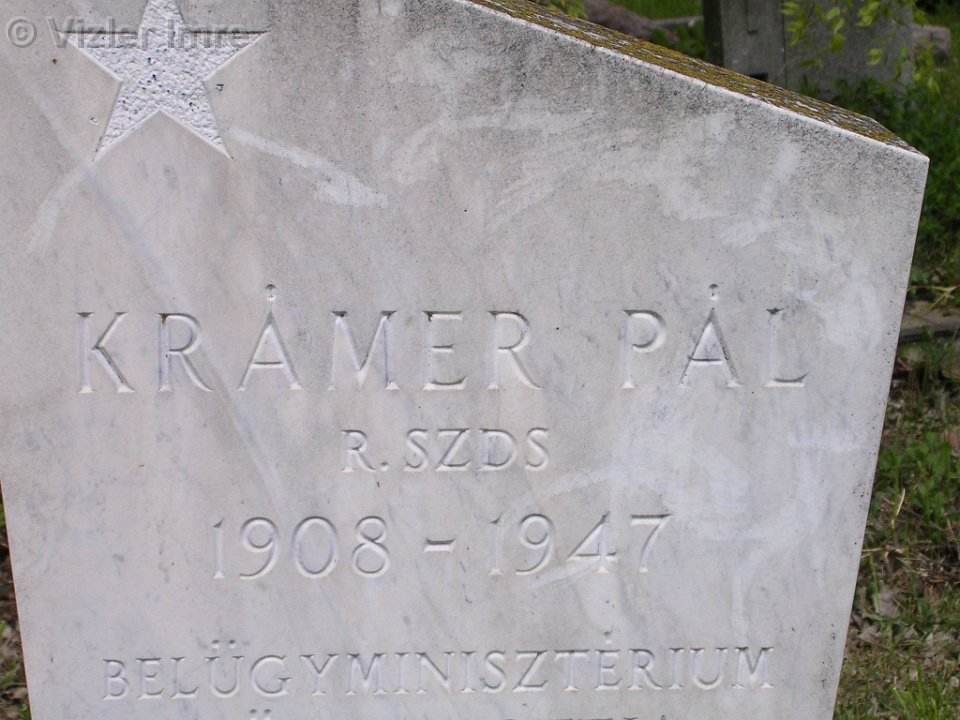 © Vizler Imre
KRÁMER PÁL
R. SZDS
1908 - 1947
BELÜGYMINISZTÉRIUM